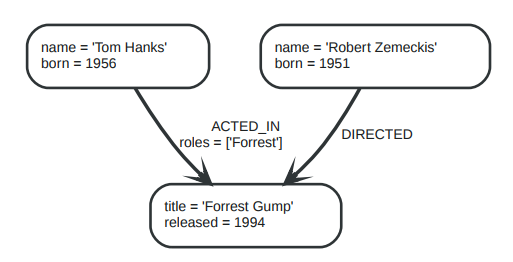 name = 'Tom Hanks'
born = 1956
name = 'Robert Zemeckis'
born = 1951
ACTED_IN
roles = ['Forrest']
DIRECTED
title = 'Forrest Gump'
released = 1994